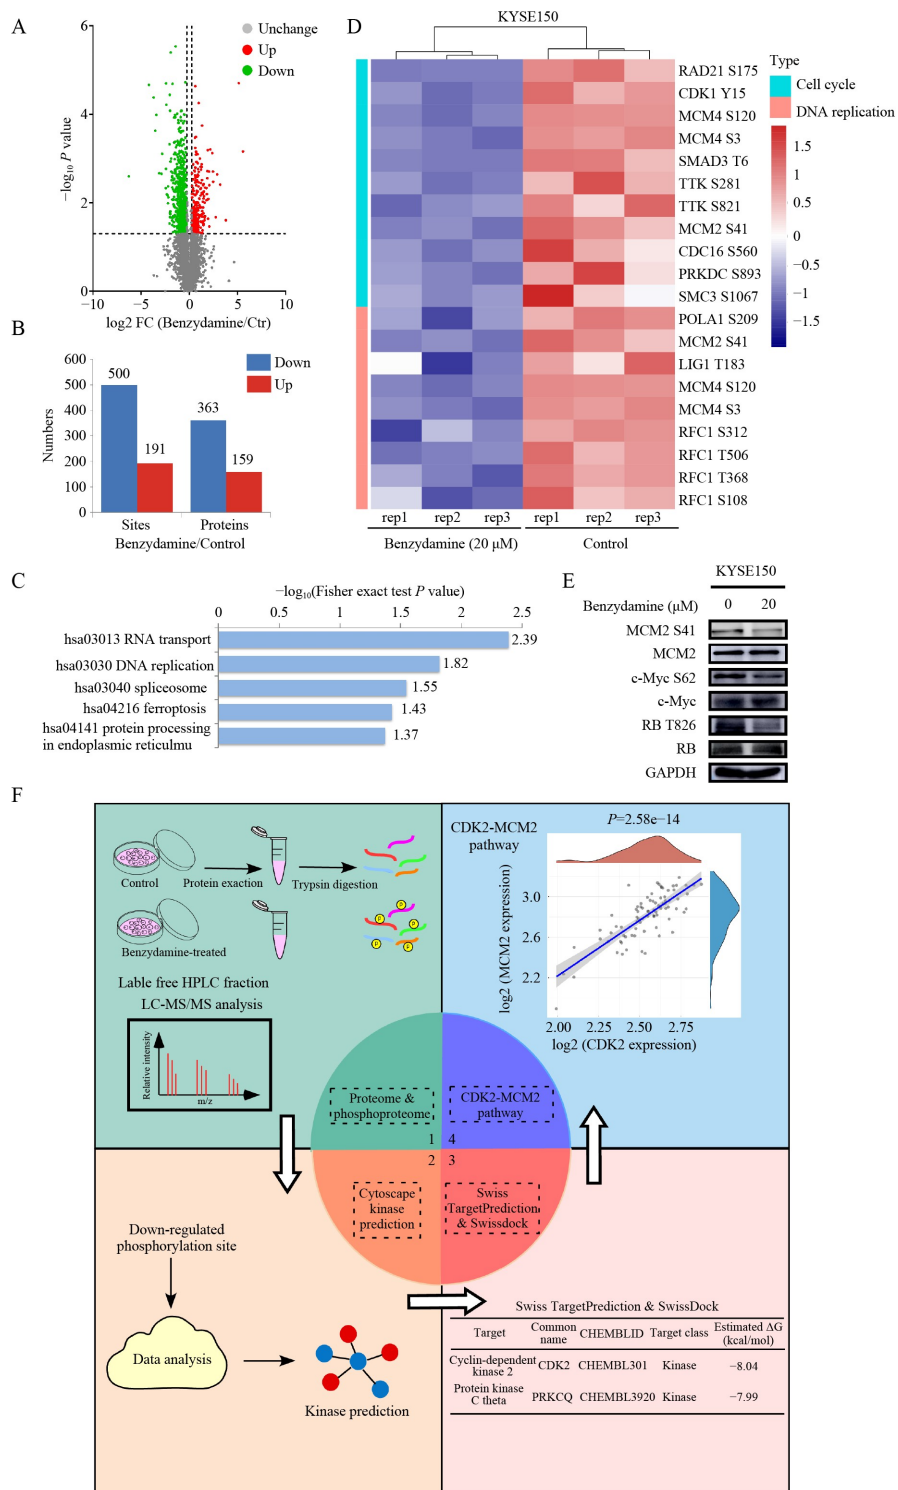 A
−log10 P value
6
4
2
0
−10
−5
0
5
10
log2 FC (Benzydamine/Ctr)
Unchange
Up
Down
B
Numbers
600
500
400
300
200
100
0
500
191
363
159
Down
Up
Sites
Proteins
Benzydamine/Control
D
KYSE150
RAD21 S175
CDK1 Y15
MCM4 S120
MCM4 S3
SMAD3 T6
TTK S281
TTK S821
MCM2 S41
CDC16 S560
PRKDC S893
SMC3 S1067
POLA1 S209
MCM2 S41
LIG1 T183
MCM4 S120
MCM4 S3
RFC1 S312
RFC1 T506
RFC1 T368
RFC1 S108
rep1
rep2
rep3
rep1
rep2
rep3
Benzydamine (20 μM)
Control
Type
Cell cycle
DNA replication
1.5
1
0.5
0
−0.5
−1
−1.5
C
−log10(Fisher exact test P value)
0
0.5
1
1.5
2
2.5
hsa03013 RNA transport
2.39
hsa03030 DNA replication
1.82
hsa03040 spliceosome
1.55
hsa04216 ferroptosis
1.43
hsa04141 protein processing
in endoplasmic reticulmu
1.37
E
KYSE150
Benzydamine (μM)
0
20
MCM2 S41
MCM2
c-Myc S62
c-Myc
RB T826
RB
GAPDH
F
Control
Protein exaction
Trypsin digestion
Benzydamine-treated
P
P
P
P
P
Lable free HPLC fraction
LC-MS/MS analysis
Relative intensity
m/z
CDK2-MCM2
pathway
P=2.58e−14
log2 (MCM2 expression)
3.0
2.6
2.2
2.00
2.25
2.50
2.75
log2 (CDK2 expression)
Proteome &
phosphoproteome
1
CDK2-MCM2
pathway
4
2
Cytoscape
kinase
prediction
3
Swiss
TargetPrediction
& Swissdock
Down-regulated
phosphorylation site
Data analysis
Kinase prediction
Swiss TargetPrediction & SwissDock
Target
Common
name
CHEMBLID
Target class
Estimated ΔG
(kcal/mol)
Cyclin-dependent
kinase 2
CDK2
CHEMBL301
Kinase
−8.04
Protein kinase
C theta
PRKCQ
CHEMBL3920
Kinase
−7.99